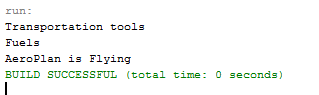 run:
Transportation tools
Fuels
AeroPlan is Flying
BUILD SUCCESSFUL (total time: 0 seconds)